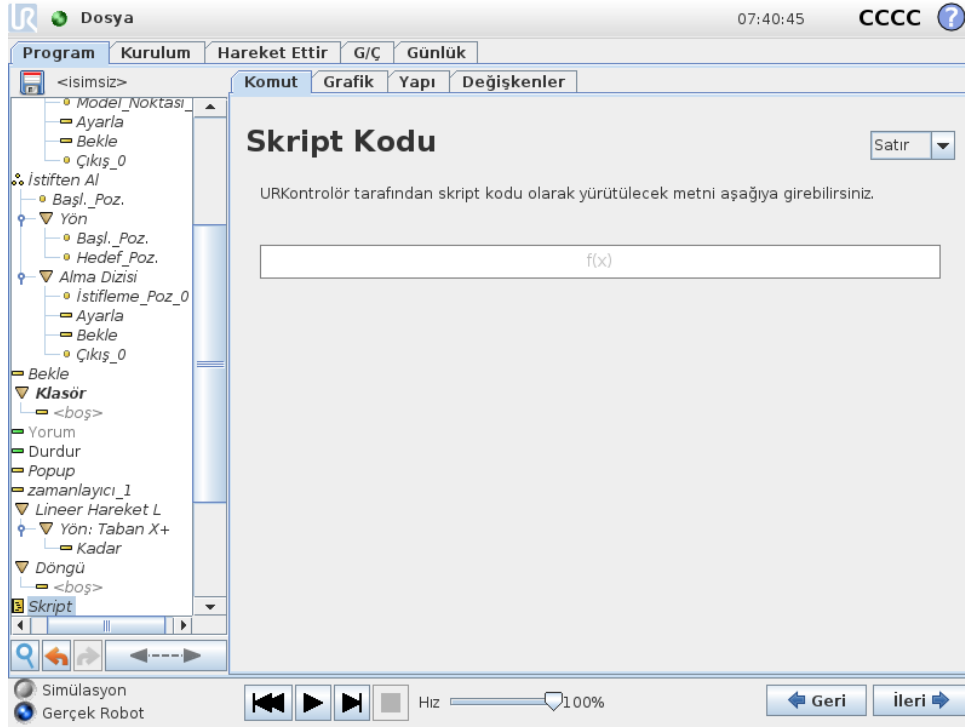 UR Dosya 07:40:45 CCCC ?
Program Kurulum Hareket Ettir G/Ç Günlük
<isimsiz>
Komut Grafik Yapı Değişkenler
Model_Noktası_
Ayarla
Bekle
Çıkış_0
İstiften Al
Başl._Poz.
Yön
Başl._Poz.
Hedef_Poz.
Alma Dizisi
İstifleme_Poz_0
Ayarla
Bekle
Çıkış_0
Bekle
Klasör
<boş>
Yorum
Durdur
Popup
zamanlayıcı_1
Lineer Hareket L
Yön: Taban X+
Kadar
Döngü
<boş>
Skript
Skript Kodu
Satır
URKontrolör tarafından skript kodu olarak yürütülecek metni aşağıya girebilirsiniz.
f(x)
Simülasyon
Gerçek Robot
Hız 100%
Geri İleri